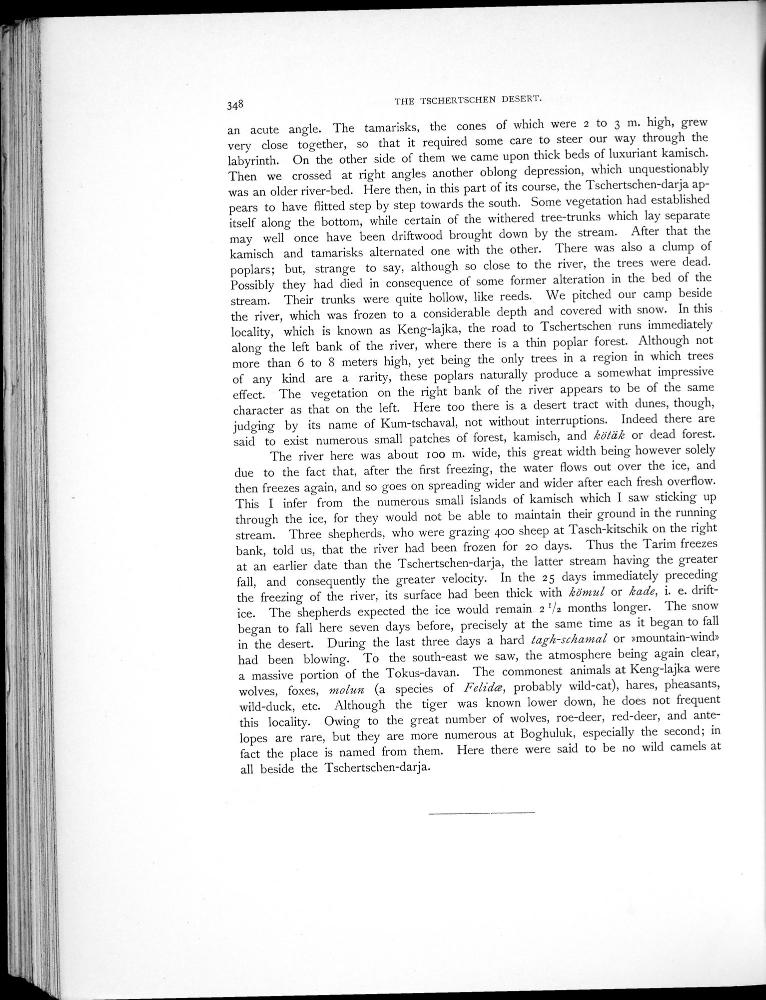 348
THE TSCHERTSCHEN DESERT.
an acute angle. The tamarisks, the cones of which were 2 to 3 m. high, grew
very close together, so that it required some care to steer our way through the
labyrinth. On the other side of them we came upon thick beds of luxuriant kamisch.
Then we crossed at right angles another oblong depression, which unquestionably
was an older river-bed. Here then, in this part of its course, the Tschertschen-darja ap-
pears to have flitted step by step towards the south. Some vegetation had established
itself along the bottom, while certain of the withered tree-trunks which lay separate
may well once have been driftwood brought down by the stream. After that the
kamisch and tamarisks alternated one with the other. There was also a clump of
poplars; but, strange to say, although so close to the river, the trees were dead.
Possibly they had died in consequence of some former alteration in the bed of the
stream. Their trunks were quite hollow, like reeds. We pitched our camp beside
the river, which was frozen to a considerable depth and covered with snow. In this
locality, which is known as Keng-lajka, the road to Tschertschen runs immediately
along the left bank of the river, where there is a thin poplar forest. Although not
more than 6 to 8 meters high, yet being the only trees in a region in which trees
of any kind are a rarity, these poplars naturally produce a somewhat impressive
effect. The vegetation on the right bank of the river appears to be of the same
character as that on the left. Here too there is a desert tract with dunes, though,
judging by its name of Kum-tschaval, not without interruptions. Indeed there are
said to exist numerous small patches of forest, kamisch, and kötäk or dead forest.
The river here was about 100 m. wide, this great width being however solely
due to the fact that, after the first freezing, the water flows out over the ice, and
then freezes again, and so goes on spreading wider and wider after each fresh overflow.
This I infer from the numerous small islands of kamisch which I saw sticking up
through the ice, for they would not be able to maintain their ground in the running
stream. Three shepherds, who were grazing 400 sheep at Tasch-kitschik on the right
bank, told us, that the river had been frozen for 20 days. Thus the Tarim freezes
at an earlier date than the Tschertschen-darja, the latter stream having the greater
fall, and consequently the greater velocity. In the 25 days immediately preceding
the freezing of the river, its surface had been thick with kömul or kade, i. e. drift-
ice. The shepherds expected the ice would remain 2 1/2 months longer. The snow
began to fall here seven days before, precisely at the same time as it began to fall
in the desert. During the last three days a hard tagh-schamal or »mountain-wind»
had been blowing. To the south-east we saw, the atmosphere being again clear,
a massive portion of the Tokus-davan. The commonest animals at Keng-lajka were
wolves, foxes, molun (a species of Felidæ, probably wild-cat), hares, pheasants,
wild-duck, etc. Although the tiger was known lower down, he does not frequent
this locality. Owing to the great number of wolves, roe-deer, red-deer, and ante-
lopes are rare, but they are more numerous at Boghuluk, especially the second; in
fact the place is named from them. Here there were said to be no wild camels at
all beside the Tschertschen-darja.